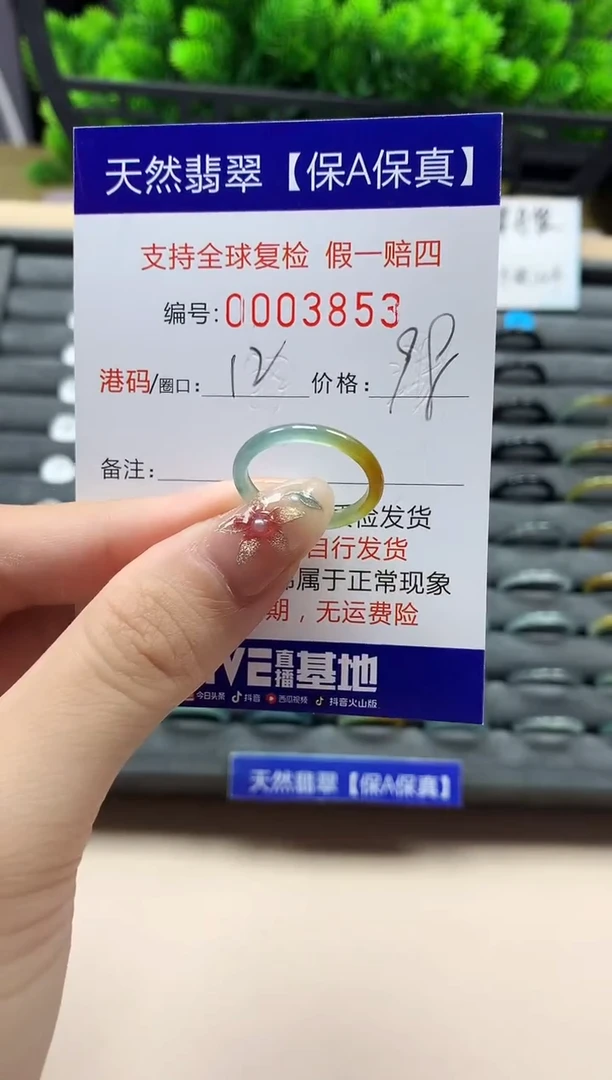 天然翡翠【保A保真】
支持全球复检 假一赔四
编号:0003853
港码/圈口: 12 价格: 98
备注:
检发货
自行发货
属于正常现象
期，无运费险
VE直播基地
今日头条 抖音 西瓜视频 抖音火山版
天然翡翠【保A保真】